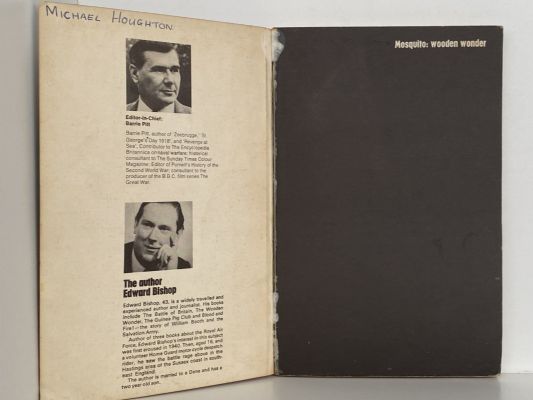 MICHAEL HOUGHTON.
Editor-in-Chief:
Barrie Pitt
Barrie Pitt, author of 'Zeebrugge,' 'St
George's Day 1918', and 'Revenge at
Sea', Contributor to The Encyclopedia
Britannica on naval warfare; historical
consultant to The Sunday Times Colour
Magazine; Editor of Purnell's History of the
Second World War; consultant to the
producer of the B.B.C. film series The
Great War.
The author
Edward Bishop
Edward Bishop, 43, is a widely travelled and
experienced author and journalist. His books
include The Battle of Britain, The Wooden
Wonder, The Guinea Pig Club and Blood and
Fire!—the story of William Booth and the
Salvation Army.
Author of three books about the Royal Air
Force, Edward Bishop's interest in this subject
was first aroused in 1940. Then, aged 16, and
a volunteer Home Guard motor cycle despatch
rider, he saw the battle rage above in the
Hastings area of the Sussex coast in south-
east England.
The author is married to a Dane and has a
two year old son.
Mosquito: wooden wonder